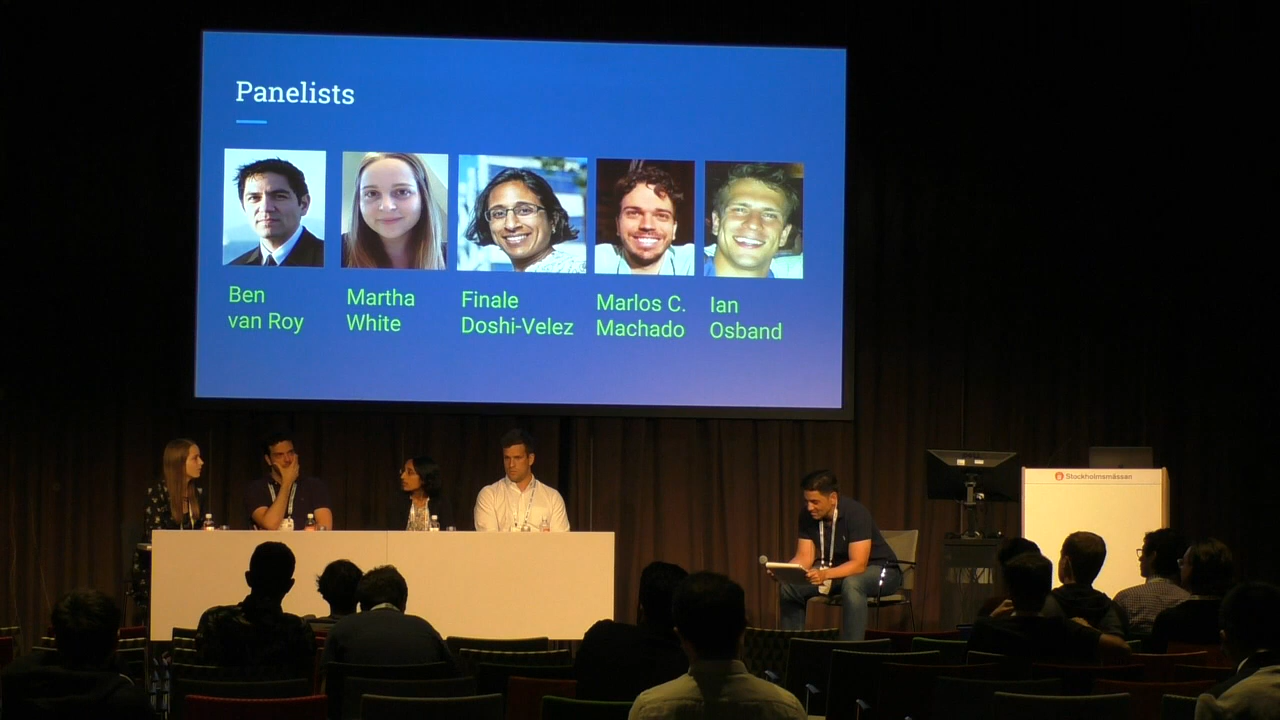 Panelists
Ben
van Roy
Martha
White
Finale
Doshi-Velez
Marlos C.
Machado
Ian
Osband
Stockholmsmässan